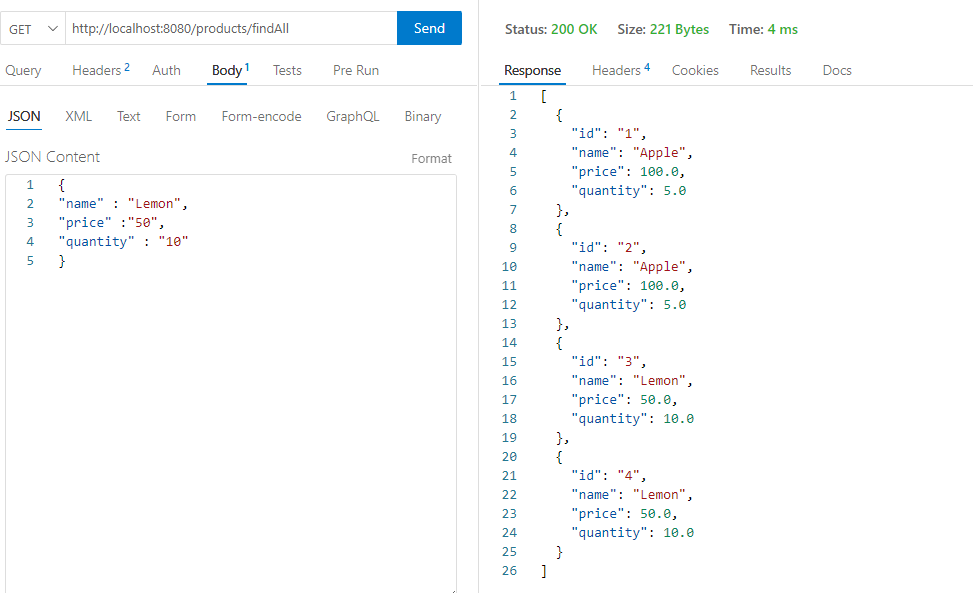 GET http://localhost:8080/products/findAll Send
Query Headers 2 Auth Body 1 Tests Pre Run
JSON XML Text Form Form-encode GraphQL Binary
JSON Content Format
1 {
2 "name" : "Lemon",
3 "price" :"50",
4 "quantity" : "10"
5 }
Status: 200 OK Size: 221 Bytes Time: 4 ms
Response Headers 4 Cookies Results Docs
1 [
2 {
3 "id": "1",
4 "name": "Apple",
5 "price": 100.0,
6 "quantity": 5.0
7 },
8 {
9 "id": "2",
10 "name": "Apple",
11 "price": 100.0,
12 "quantity": 5.0
13 },
14 {
15 "id": "3",
16 "name": "Lemon",
17 "price": 50.0,
18 "quantity": 10.0
19 },
20 {
21 "id": "4",
22 "name": "Lemon",
23 "price": 50.0,
24 "quantity": 10.0
25 }
26 ]